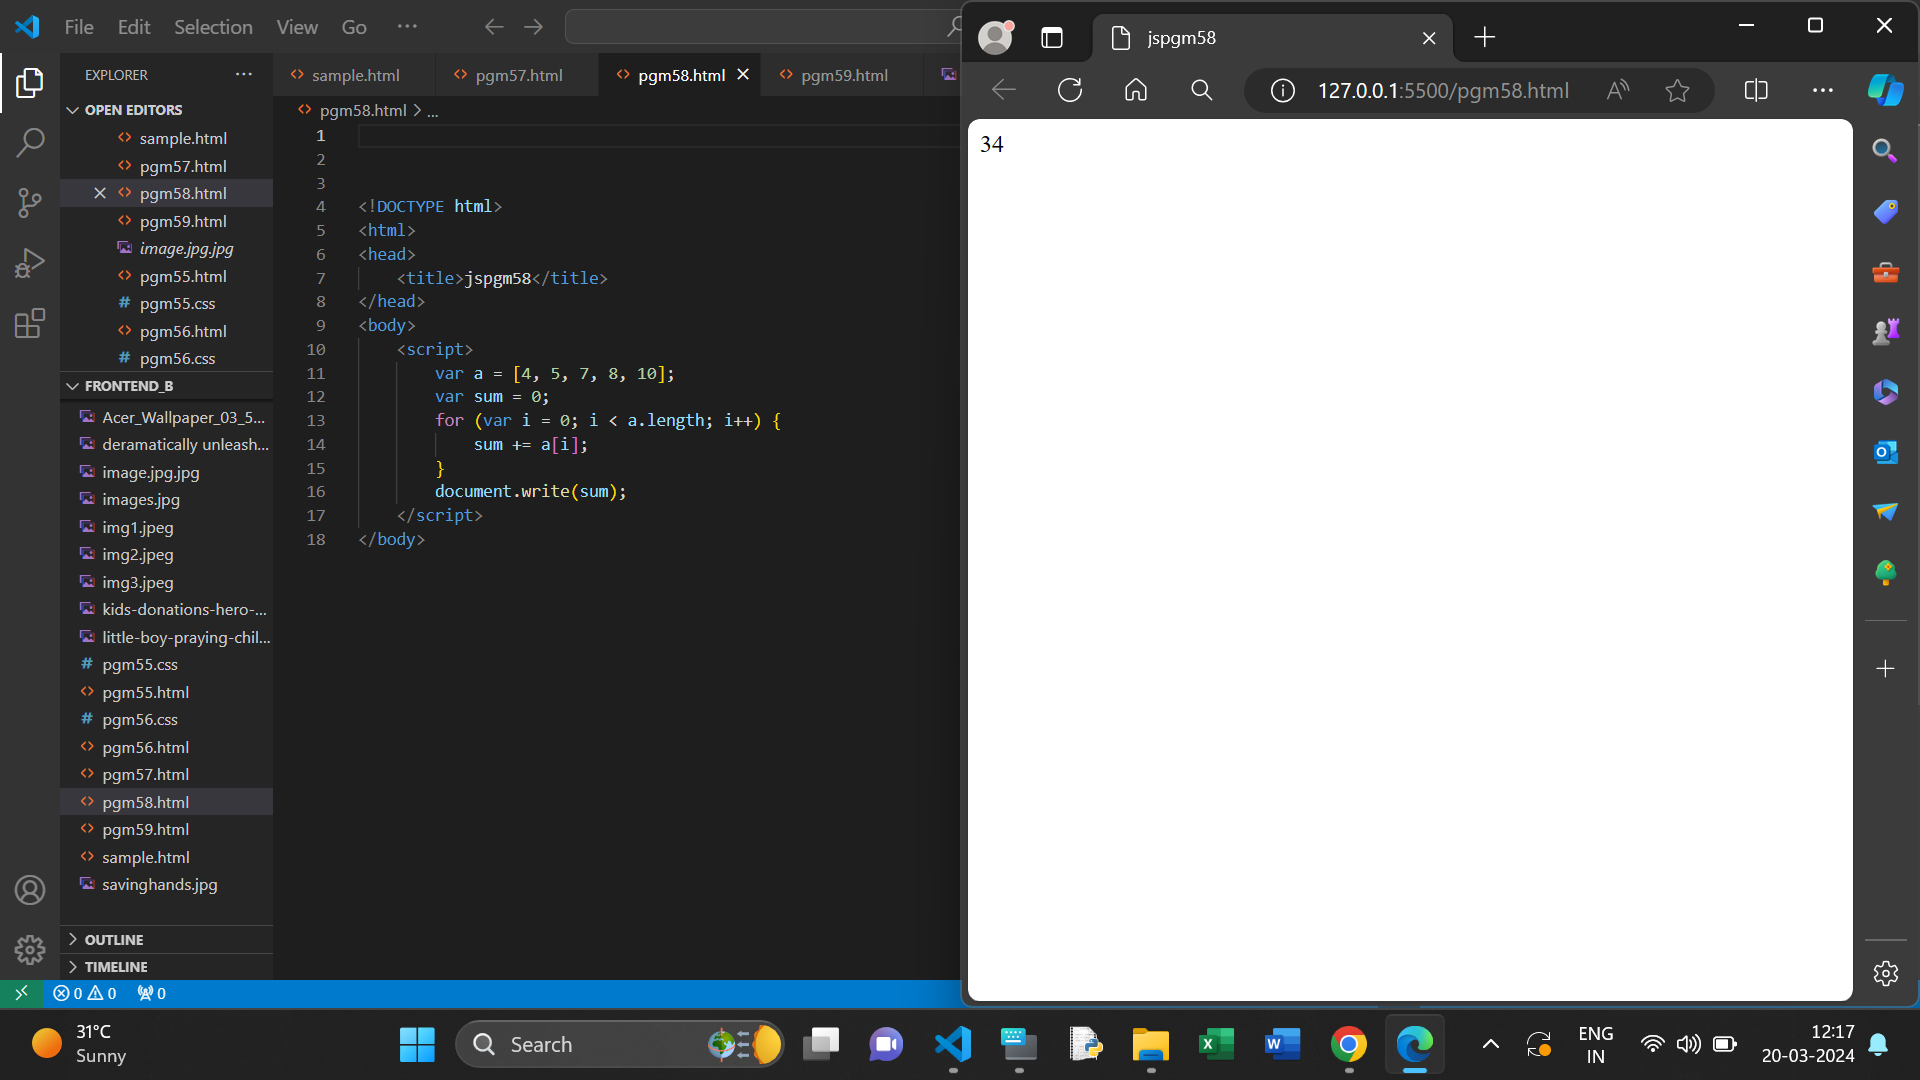 File Edit Selection View Go ...
EXPLORER ...
OPEN EDITORS
sample.html
pgm57.html
pgm58.html
pgm59.html
image.jpg.jpg
pgm55.html
pgm55.css
pgm56.html
pgm56.css
FRONTEND_B
Acer_Wallpaper_03_5...
deramatically unleash...
image.jpg.jpg
images.jpg
img1.jpeg
img2.jpeg
img3.jpeg
kids-donations-hero-...
little-boy-praying-chil...
pgm55.css
pgm55.html
pgm56.css
pgm56.html
pgm57.html
pgm58.html
pgm59.html
sample.html
savinghands.jpg
OUTLINE
TIMELINE
0 0 0
sample.html pgm57.html pgm58.html pgm59.html
pgm58.html > ...
1
2
3
4 <!DOCTYPE html>
5 <html>
6 <head>
7 <title>jspgm58</title>
8 </head>
9 <body>
10 <script>
11 var a = [4, 5, 7, 8, 10];
12 var sum = 0;
13 for (var i = 0; i < a.length; i++) {
14 sum += a[i];
15 }
16 document.write(sum);
17 </script>
18 </body>
jspgm58
127.0.0.1:5500/pgm58.html
34
31°C
Sunny
Search
ENG
IN
12:17
20-03-2024